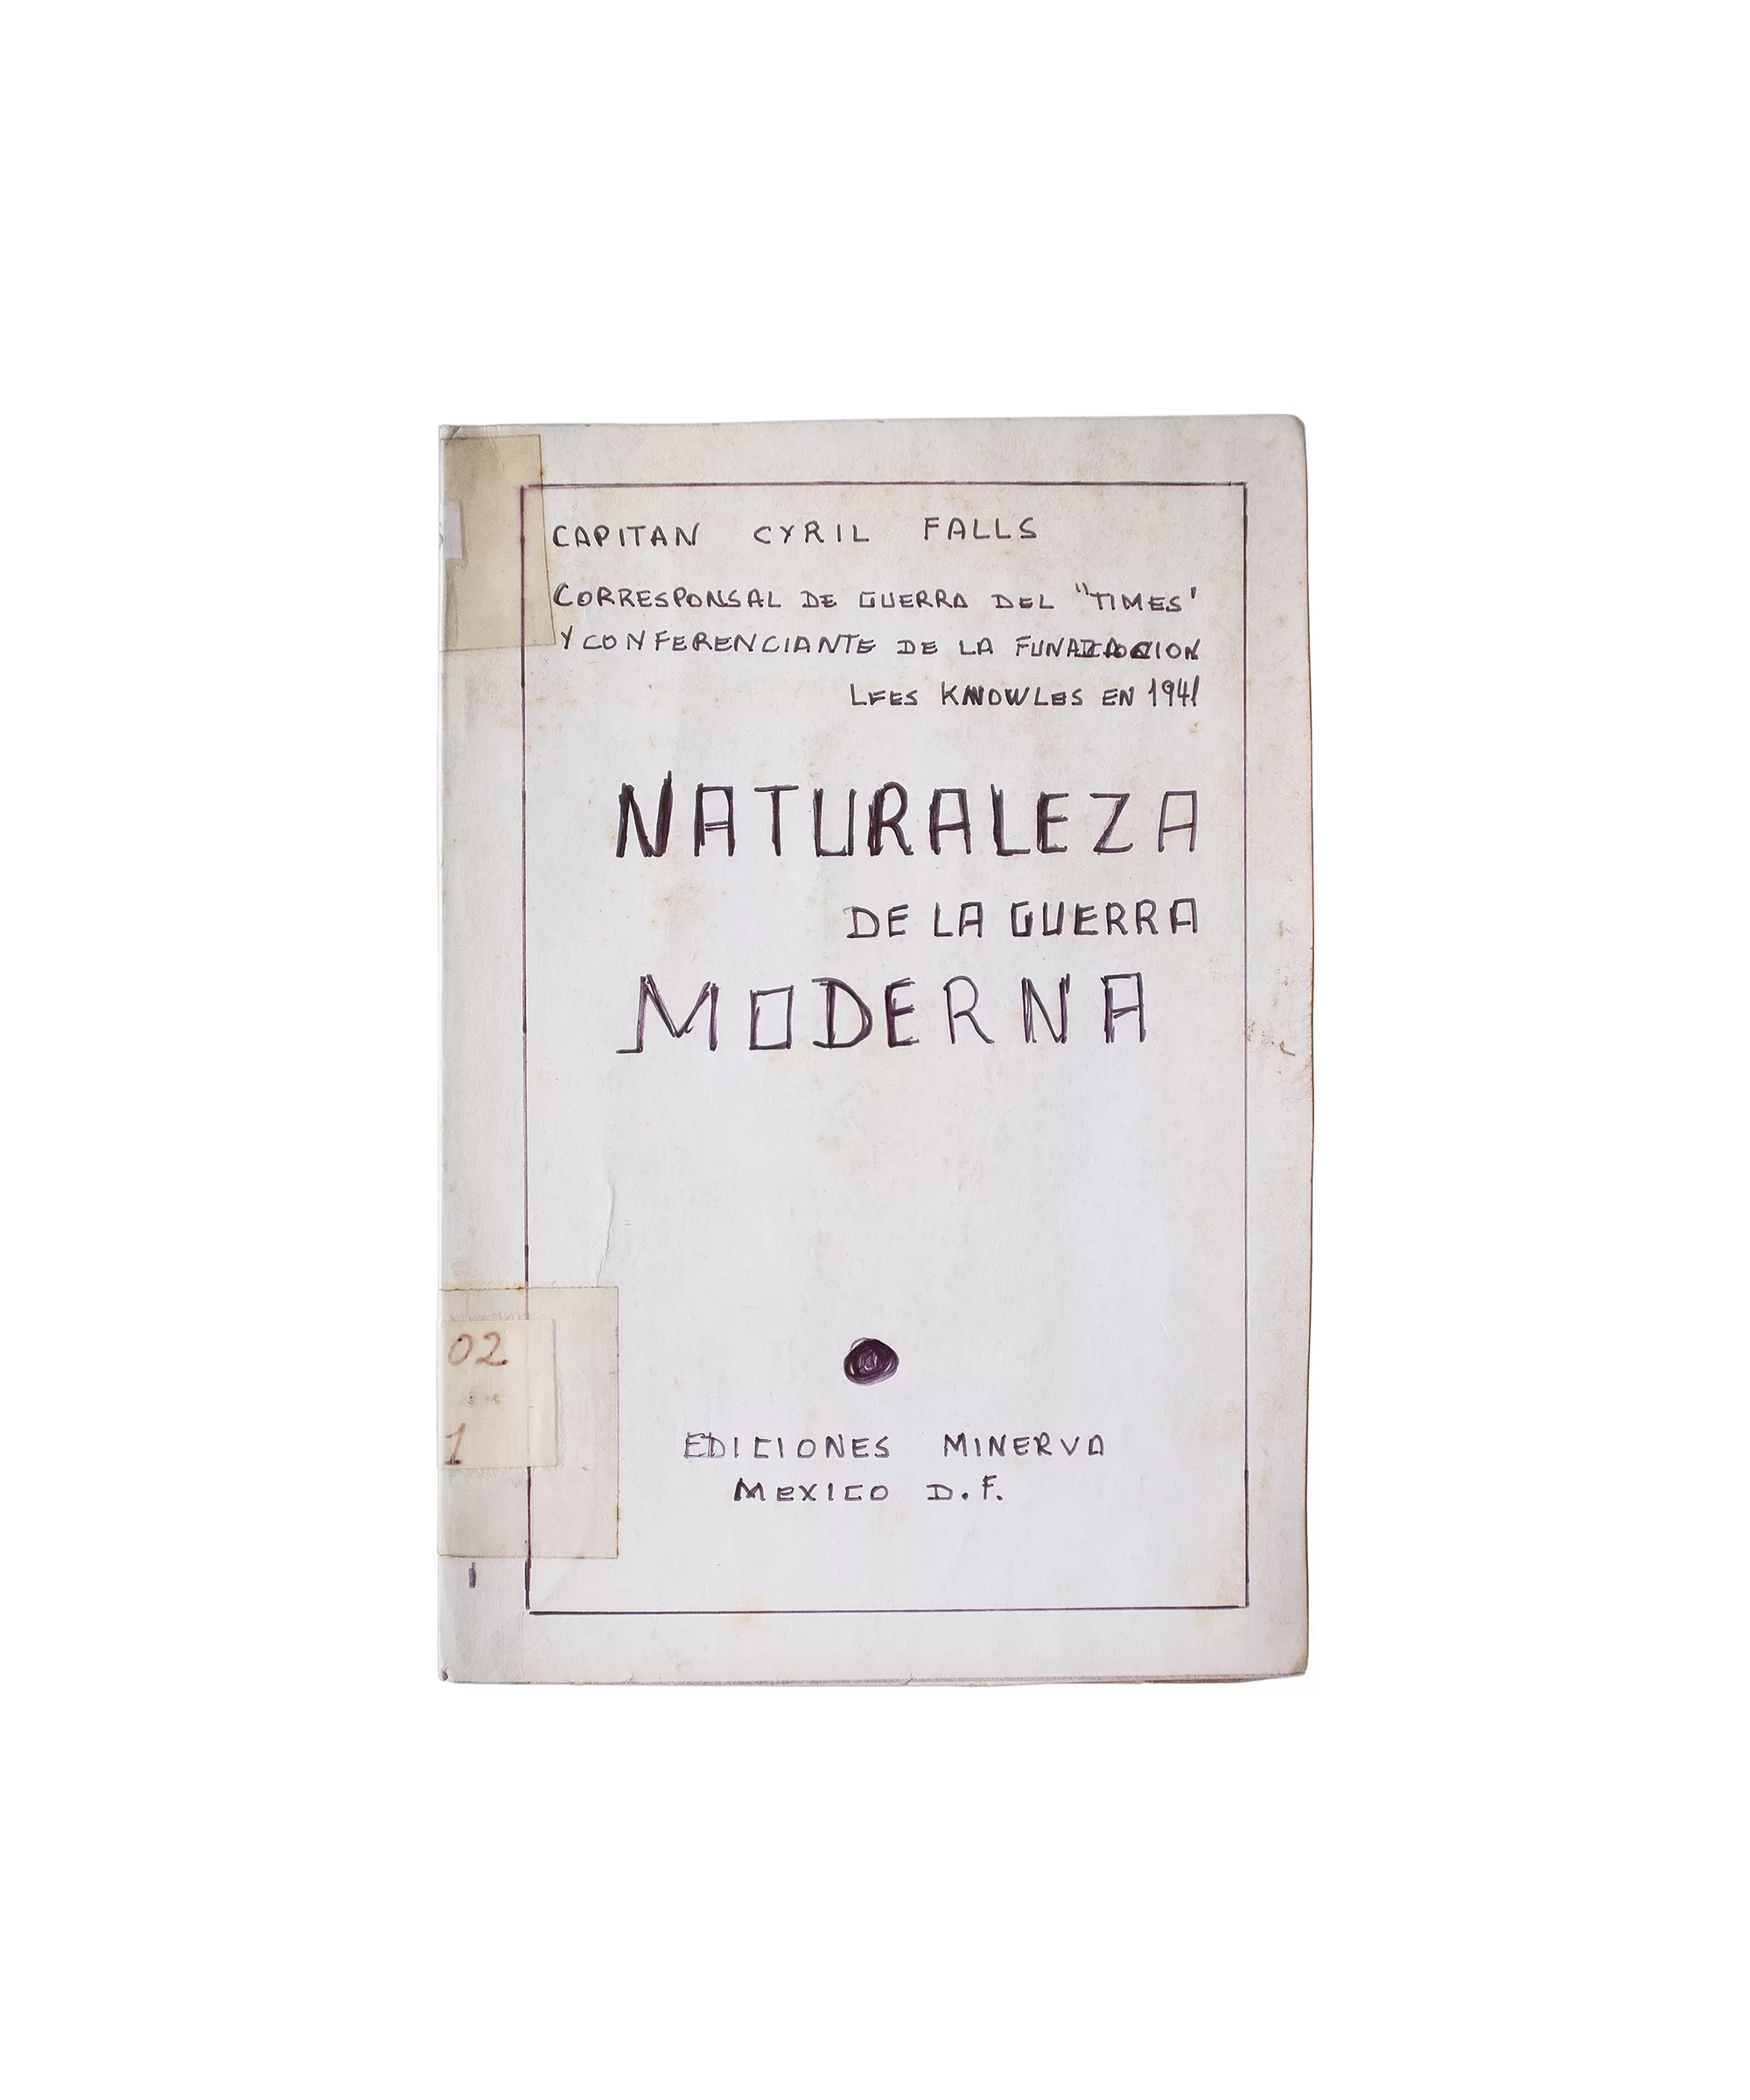 CAPITAN CYRIL FALLS
CORRESPONSAL DE GUERRA DEL "TIMES'
Y CONFERENCIANTE DE LA
LEES KNOWLES EN 1941
NATURALEZA
DE LA GUERRA
MODERNA
02
1
EDICIONES MINERVA
MEXICO D.F.